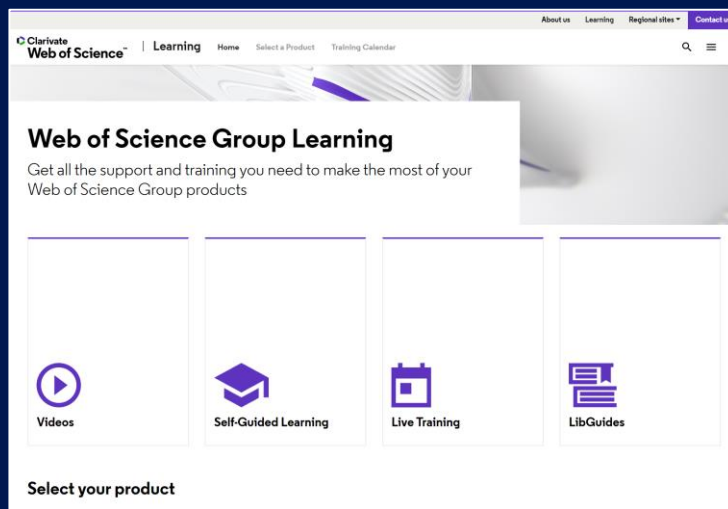 About us Learning Regional sites Contact us
Clarivate
Web of Science™ | Learning Home Select a Product Training Calendar
Web of Science Group Learning
Get all the support and training you need to make the most of your
Web of Science Group products
Videos Self-Guided Learning Live Training LibGuides
Select your product